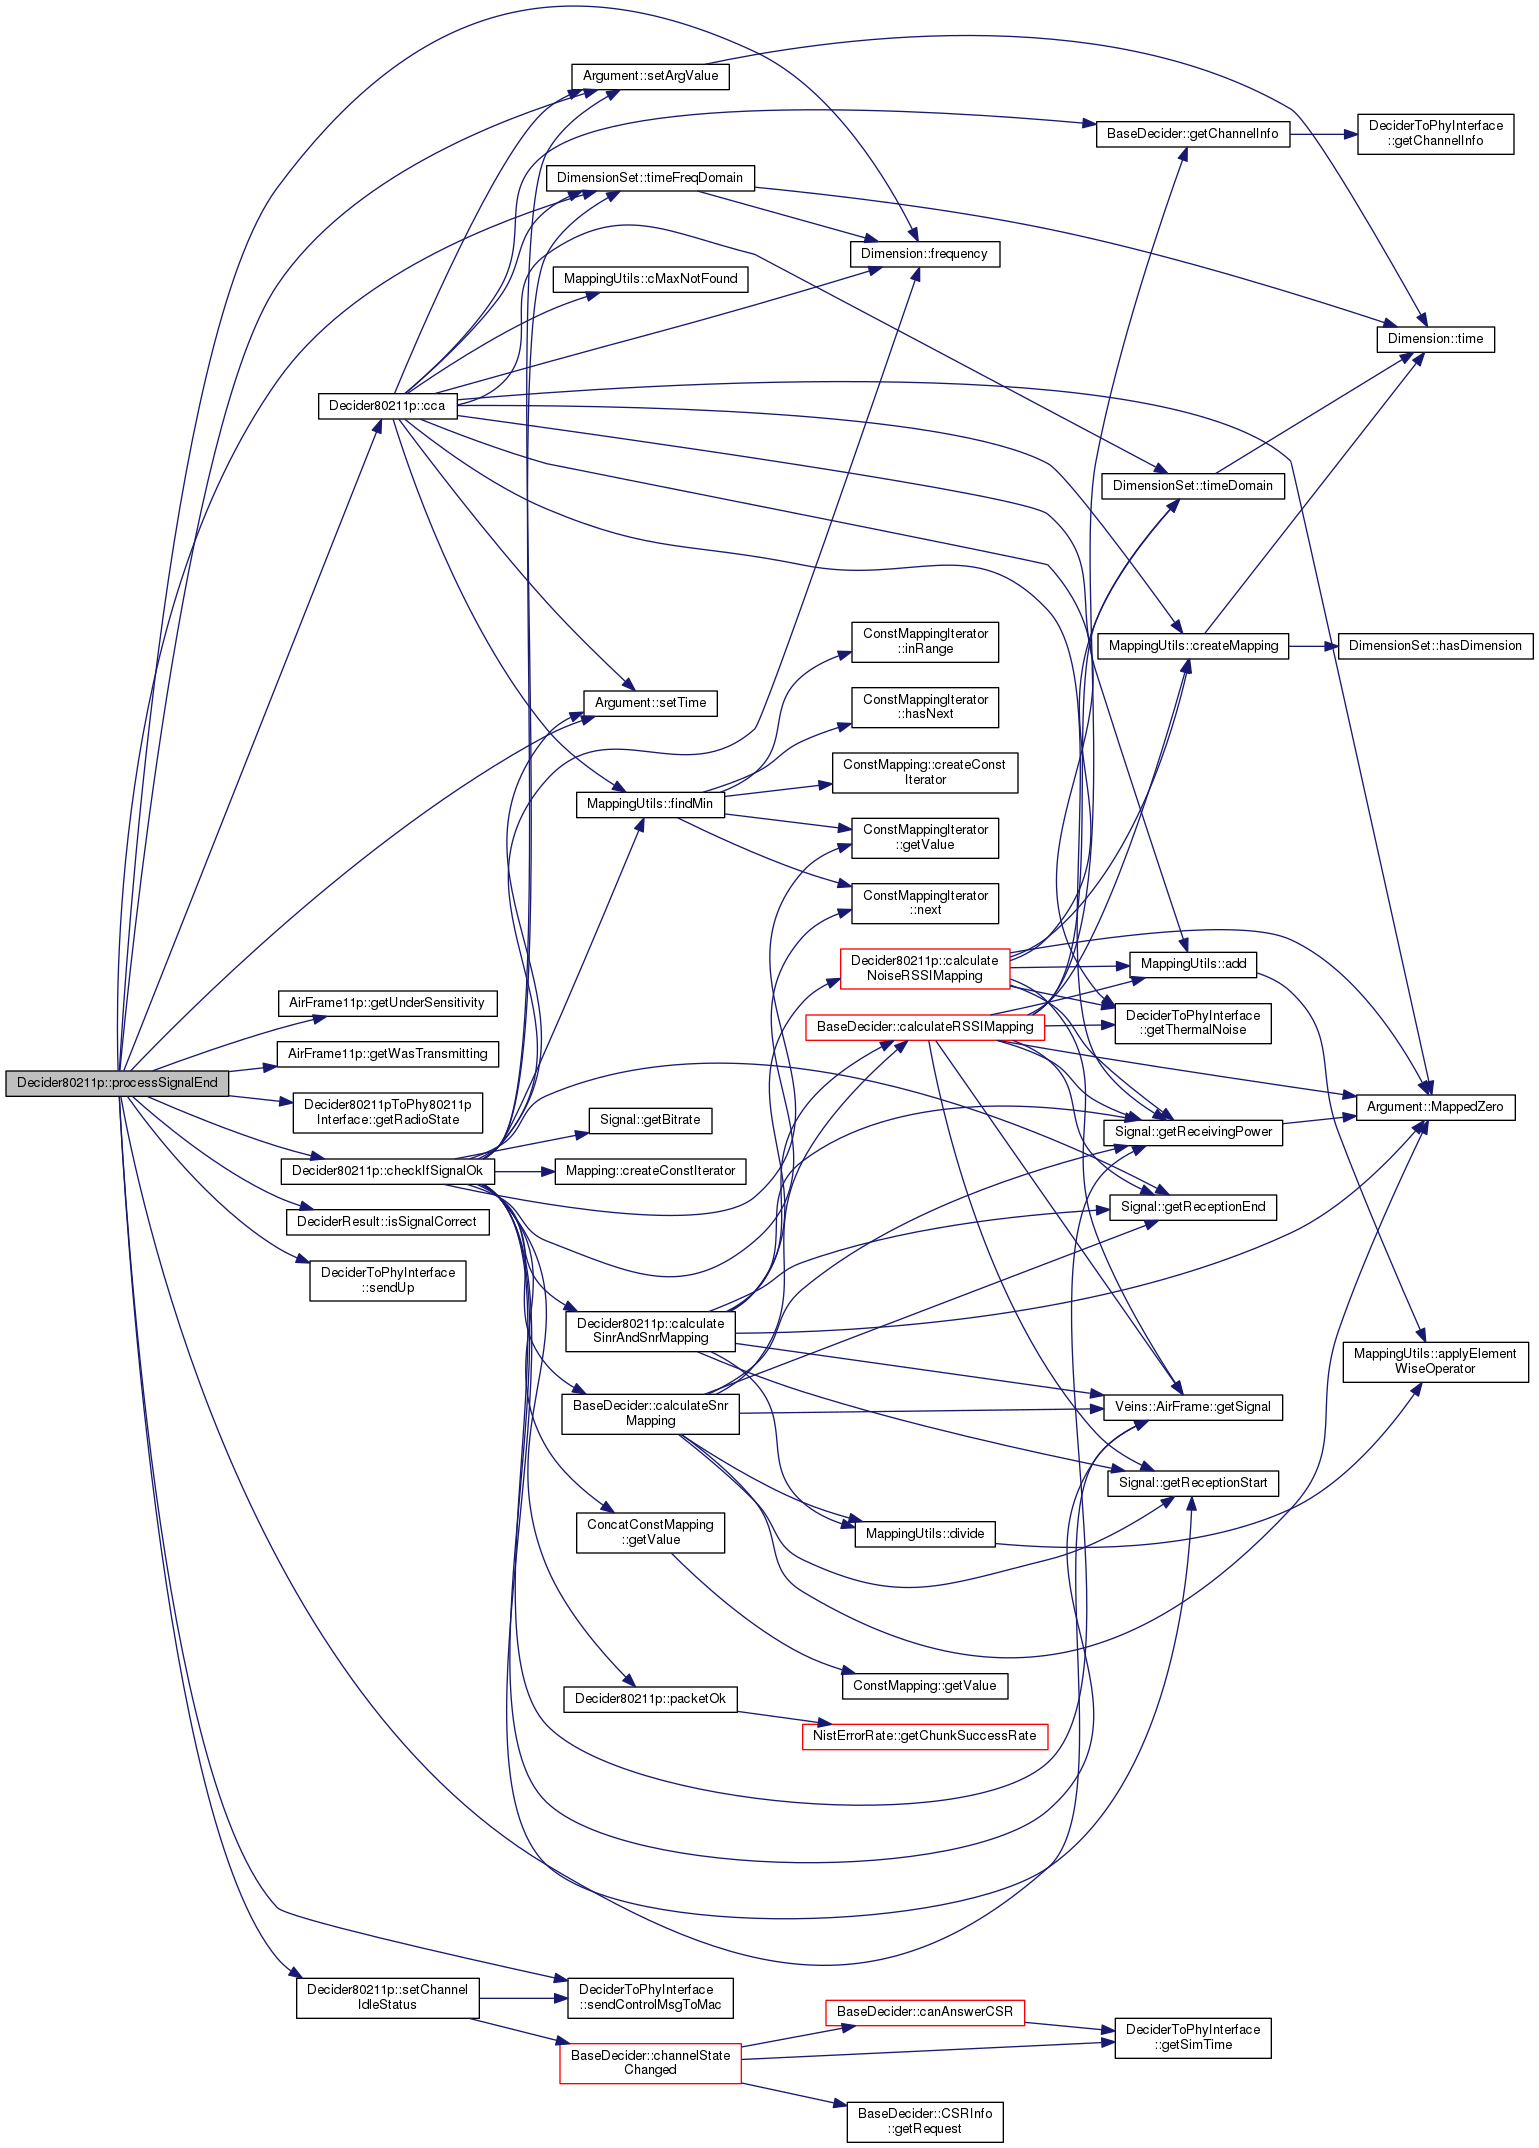 Argument::setArgValue
BaseDecider::getChannelInfo
DeciderToPhyInterface
::getChannelInfo
DimensionSet::timeFreqDomain
Dimension::frequency
MappingUtils::cMaxNotFound
Dimension::time
Decider80211p::cca
DimensionSet::timeDomain
ConstMappingIterator
::inRange
MappingUtils::createMapping
DimensionSet::hasDimension
Argument::setTime
ConstMappingIterator
::hasNext
ConstMapping::createConst
Iterator
MappingUtils::findMin
ConstMappingIterator
::getValue
ConstMappingIterator
::next
Decider80211p::calculate
NoiseRSSIMapping
MappingUtils::add
AirFrame11p::getUnderSensitivity
DeciderToPhyInterface
::getThermalNoise
BaseDecider::calculateRSSIMapping
AirFrame11p::getWasTransmitting
Decider80211p::processSignalEnd
Decider80211pToPhy80211p
Interface::getRadioState
Signal::getBitrate
Signal::getReceivingPower
Argument::MappedZero
Decider80211p::checkIfSignalOk
Mapping::createConstIterator
DeciderResult::isSignalCorrect
Signal::getReceptionEnd
DeciderToPhyInterface
::sendUp
Decider80211p::calculate
SinrAndSnrMapping
MappingUtils::applyElement
WiseOperator
BaseDecider::calculateSnr
Mapping
Veins::AirFrame::getSignal
Signal::getReceptionStart
ConcatConstMapping
::getValue
MappingUtils::divide
ConstMapping::getValue
Decider80211p::packetOk
NistErrorRate::getChunkSuccessRate
Decider80211p::setChannel
IdleStatus
DeciderToPhyInterface
::sendControlMsgToMac
BaseDecider::canAnswerCSR
DeciderToPhyInterface
::getSimTime
BaseDecider::channelState
Changed
BaseDecider::CSRInfo
::getRequest